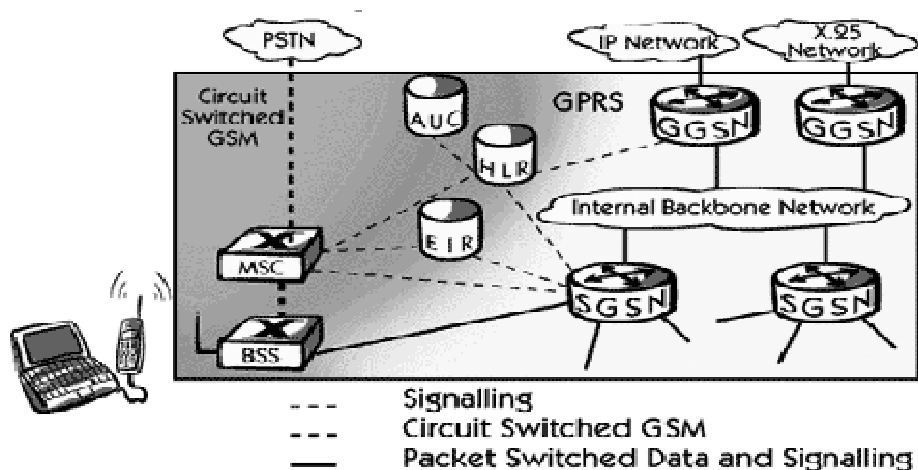 PSTN
IP Network
X.25
Network
Circuit
Switched
GSM
AUC
GPRS
GGSN
GGSN
HLR
Internal Backbone Network
EIR
MSC
SGSN
SGSN
BSS
Signalling
Circuit Switched GSM
Packet Switched Data and Signalling